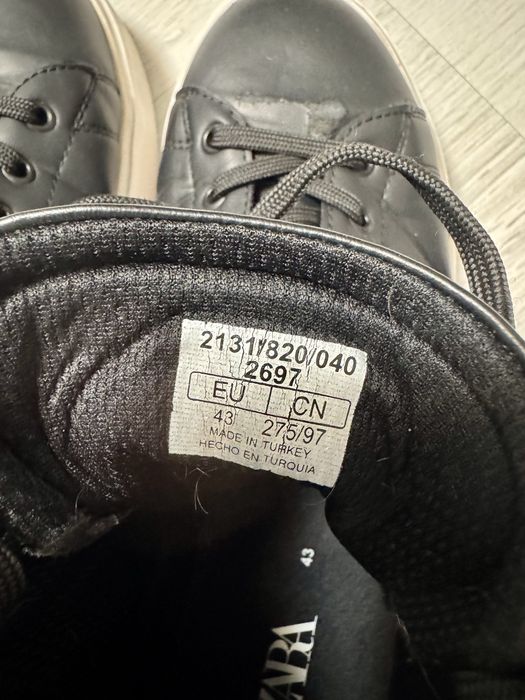 2131/820/040
2697
EU CN
43 275/97
MADE IN TURKEY
HECHO EN TURQUIA
43
ZARA